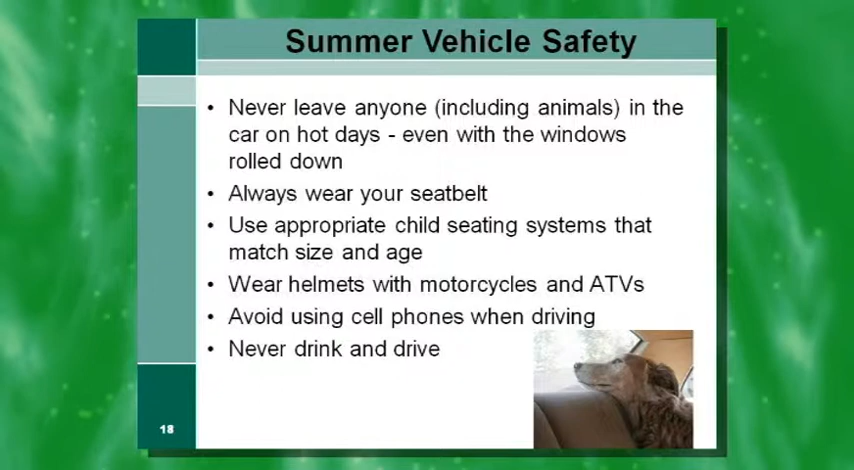 Summer Vehicle Safety
• Never leave anyone (including animals) in the
car on hot days - even with the windows
rolled down
• Always wear your seatbelt
• Use appropriate child seating systems that
match size and age
• Wear helmets with motorcycles and ATVs
• Avoid using cell phones when driving
• Never drink and drive
18